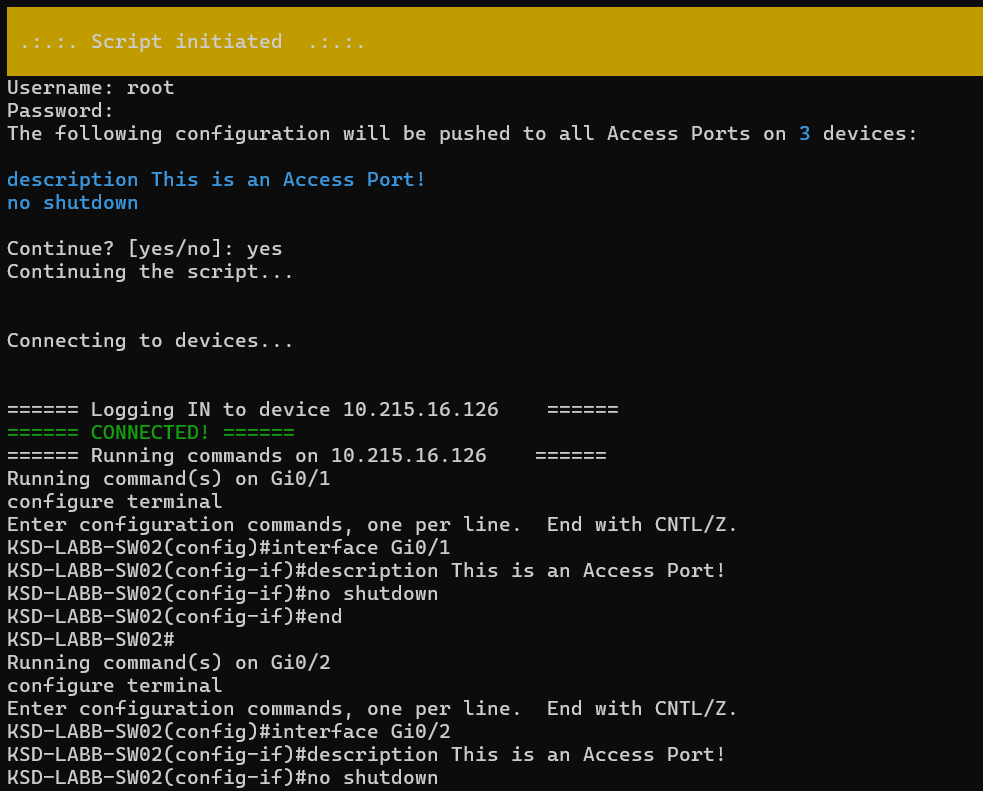 .:.:. Script initiated  .:.:.
Username: root
Password:
The following configuration will be pushed to all Access Ports on 3 devices:
description This is an Access Port!
no shutdown
Continue? [yes/no]: yes
Continuing the script...
Connecting to devices...
====== Logging IN to device 10.215.16.126    ======
====== CONNECTED! ======
====== Running commands on 10.215.16.126    ======
Running command(s) on Gi0/1
configure terminal
Enter configuration commands, one per line.  End with CNTL/Z.
KSD-LABB-SW02(config)#interface Gi0/1
KSD-LABB-SW02(config-if)#description This is an Access Port!
KSD-LABB-SW02(config-if)#no shutdown
KSD-LABB-SW02(config-if)#end
KSD-LABB-SW02#
Running command(s) on Gi0/2
configure terminal
Enter configuration commands, one per line.  End with CNTL/Z.
KSD-LABB-SW02(config)#interface Gi0/2
KSD-LABB-SW02(config-if)#description This is an Access Port!
KSD-LABB-SW02(config-if)#no shutdown